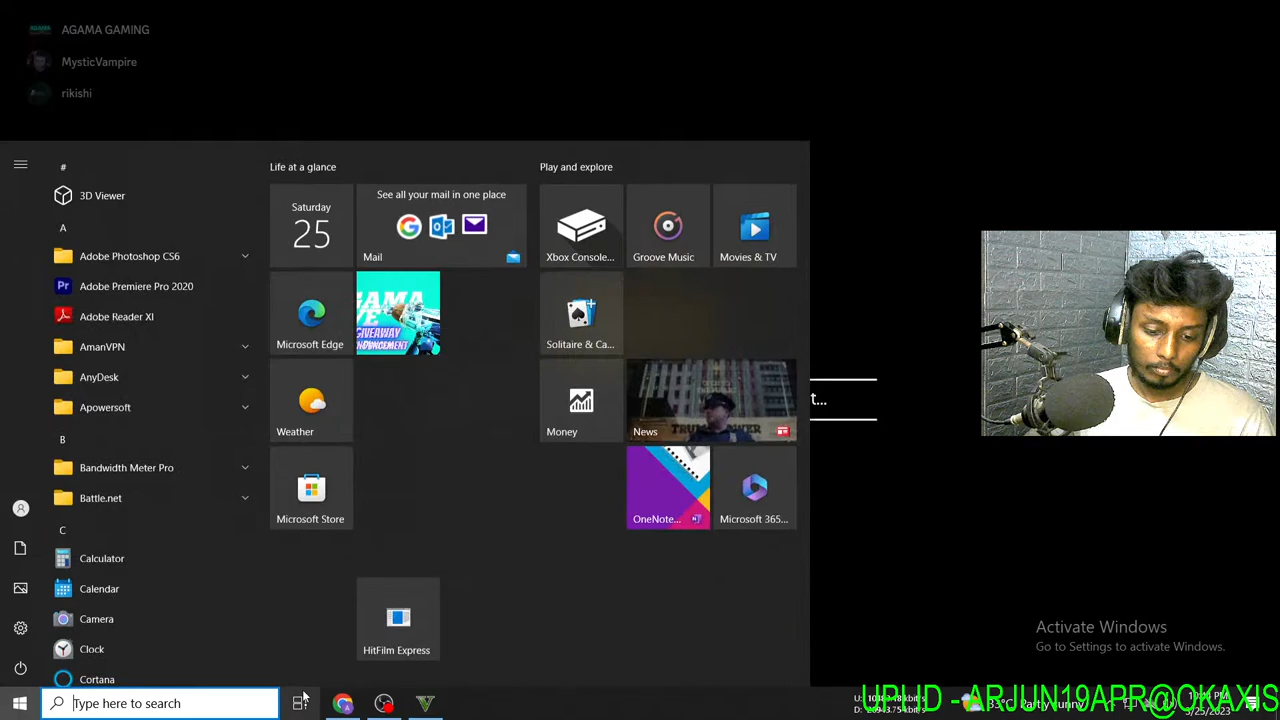 AGAMA GAMING
MysticVampire
rikishi
#
3D Viewer
A
Adobe Photoshop CS6
Adobe Premiere Pro 2020
Adobe Reader XI
AmanVPN
AnyDesk
Apowersoft
B
Bandwidth Meter Pro
Battle.net
C
Calculator
Calendar
Camera
Clock
Cortana
Life at a glance
Saturday
25
See all your mail in one place
Mail
Microsoft Edge
AGAMA
LIVE
GIVEAWAY
Weather
Microsoft Store
HitFilm Express
Play and explore
Xbox Console...
Groove Music
Movies & TV
Solitaire & Ca...
Money
News
OneNote...
Microsoft 365...
t...
Activate Windows
Go to Settings to activate Windows.
Type here to search
UPI ID -ARJUN19APR@OKAXIS